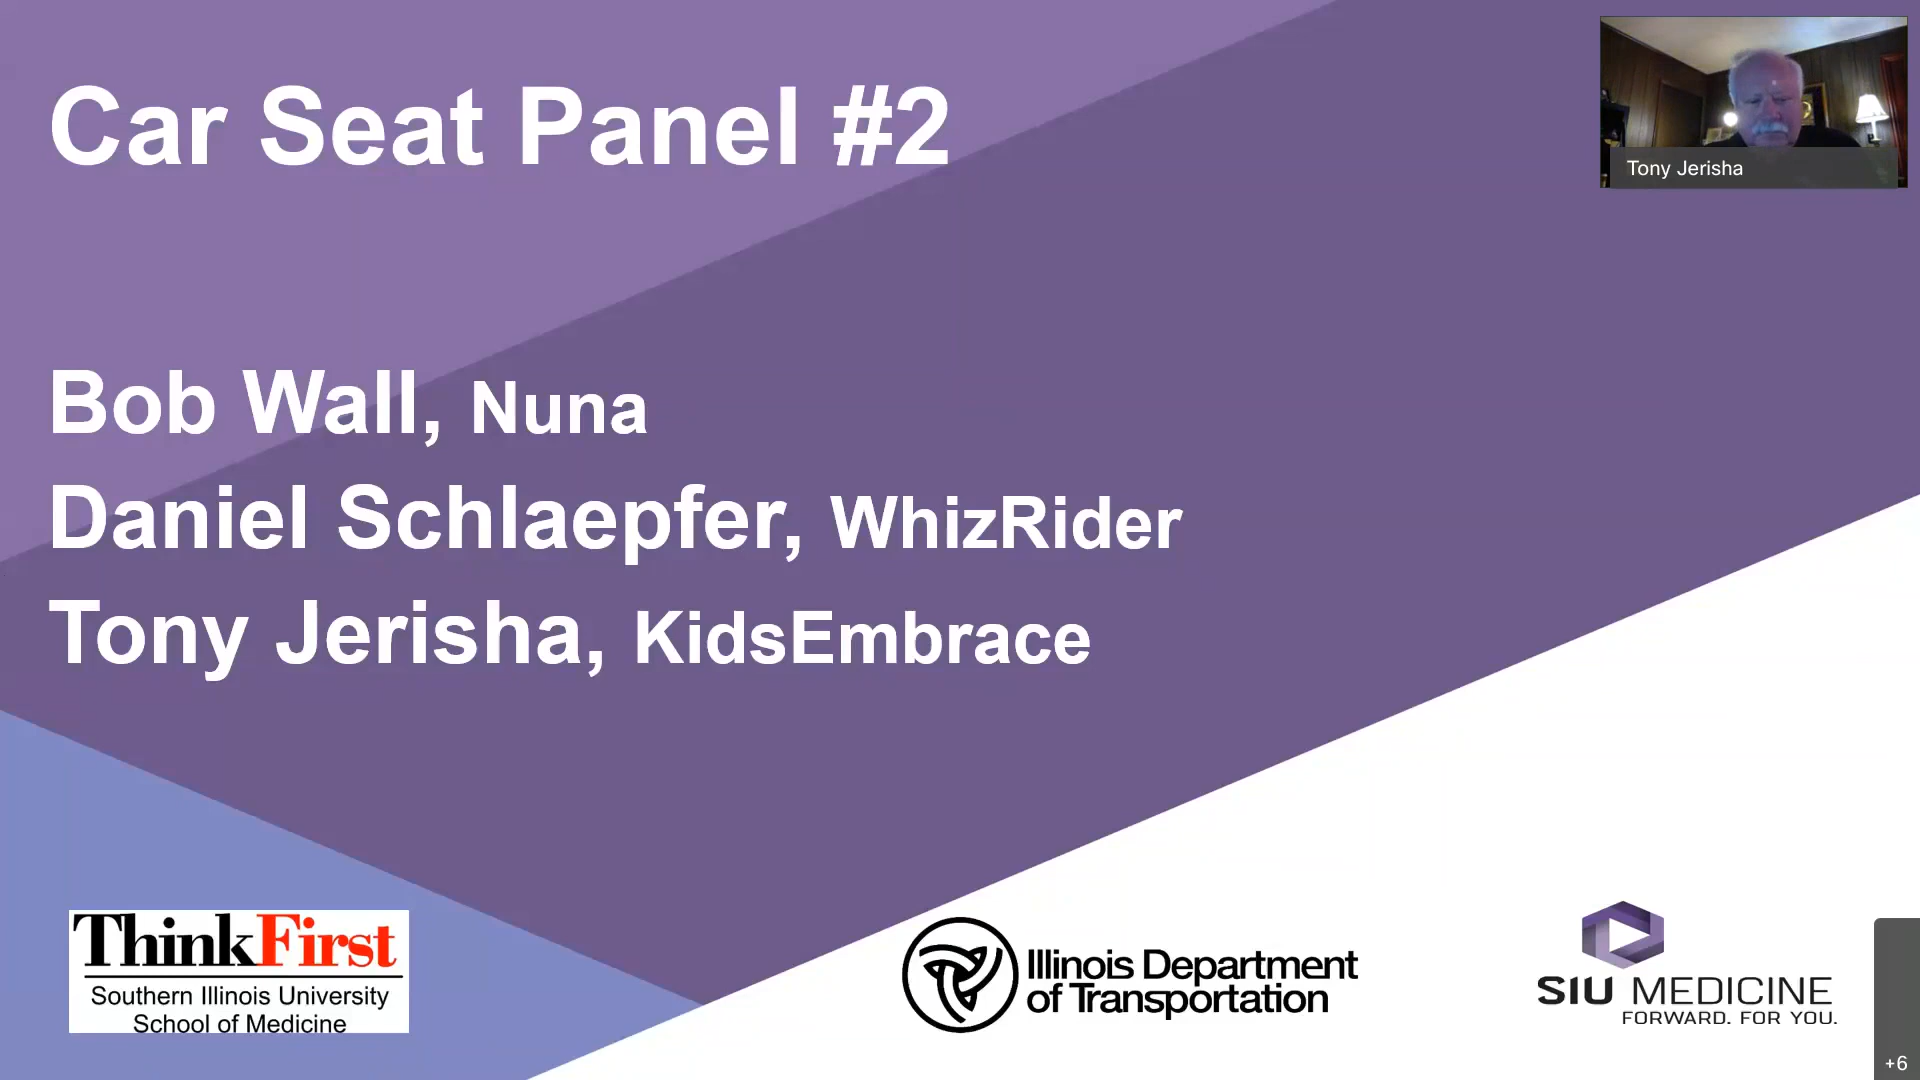 Car Seat Panel #2
Tony Jerisha
Bob Wall, Nuna
Daniel Schlaepfer, WhizRider
Tony Jerisha, KidsEmbrace
ThinkFirst
Southern Illinois University
School of Medicine
Illinois Department
of Transportation
SIU MEDICINE
FORWARD. FOR YOU.
+6